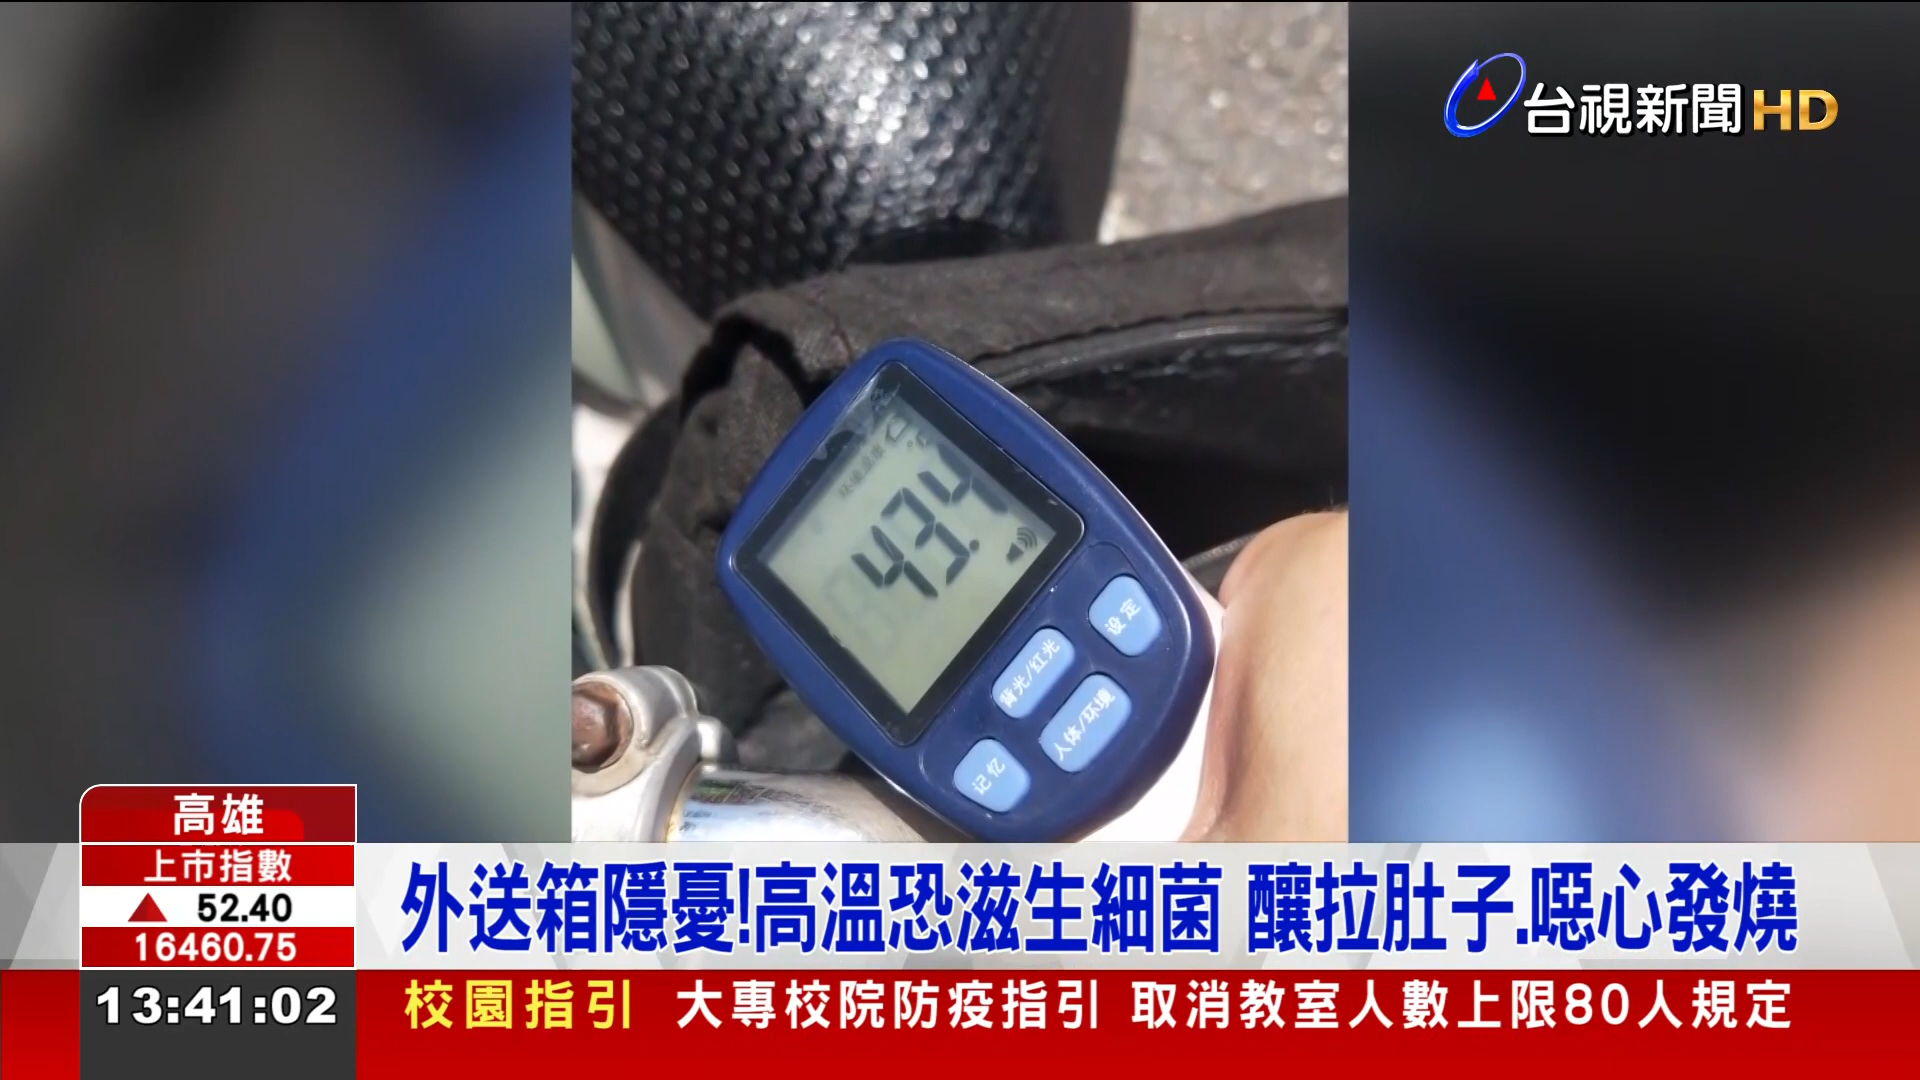 台視新聞HD
环境温度
°C
43.4
设定
背光/红光
人体/环境
记忆
高雄
上市指數
▲ 52.40
16460.75
13:41:02
外送箱隱憂!高溫恐滋生細菌 釀拉肚子.噁心發燒
校園指引 大專校院防疫指引 取消教室人數上限80人規定